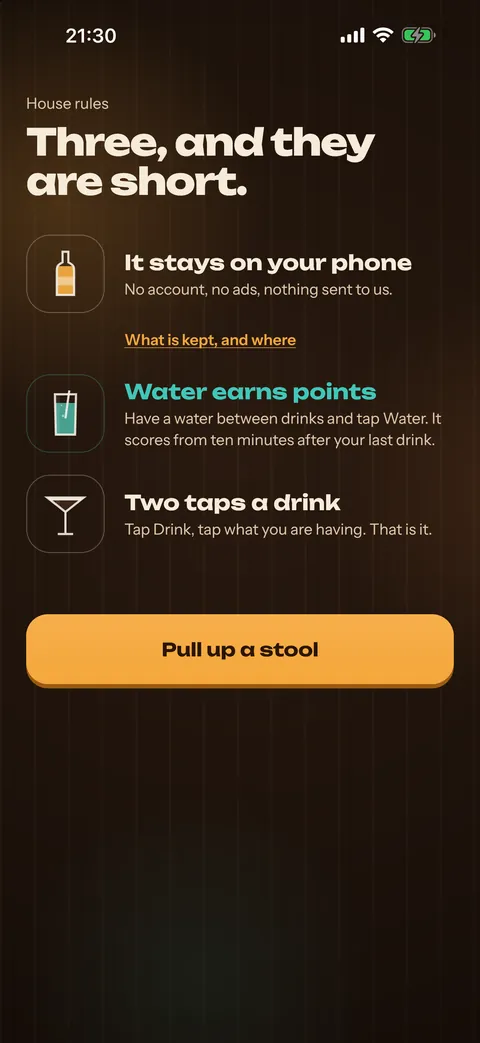 21:30
House rules
Three, and they
are short.
It stays on your phone
No account, no ads, nothing sent to us.
What is kept, and where
Water earns points
Have a water between drinks and tap Water. It
scores from ten minutes after your last drink.
Two taps a drink
Tap Drink, tap what you are having. That is it.
Pull up a stool